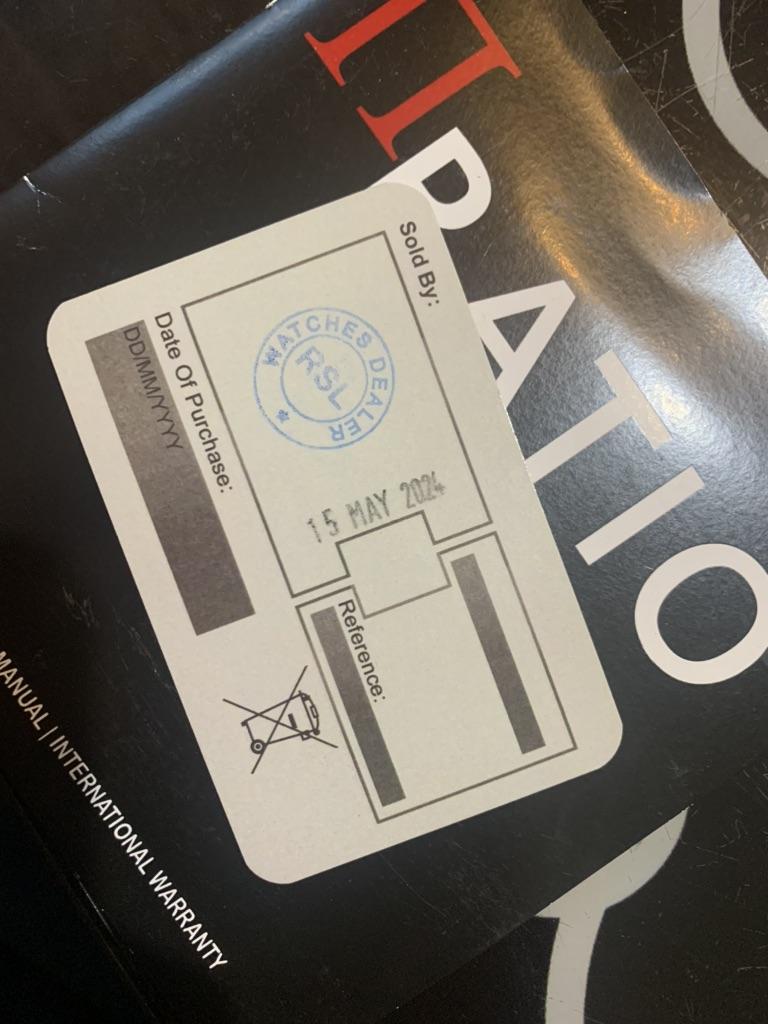 II
RATIO
Sold By:
WATCHES DEALER
RSL
15 MAY 2024
Date Of Purchase:
DD/MM/YYYY
Reference:
MANUAL | INTERNATIONAL WARRANTY